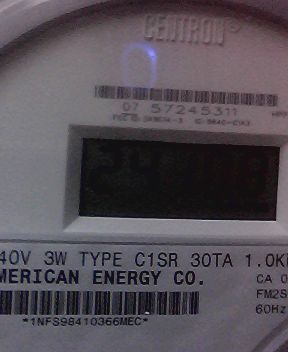 CENTRON®
07 57245311
40V 3W TYPE C1SR 30TA 1.0K
MERICAN ENERGY CO.
CA 0
FM2S
60Hz
*1NFS98410366MEC*